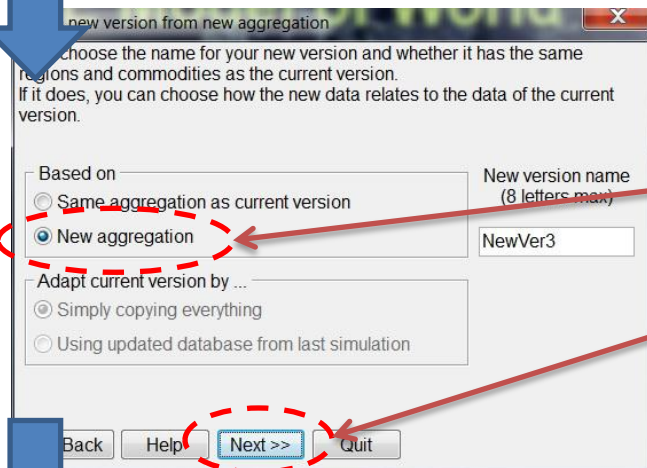 Model of World
new version from new aggregation
choose the name for your new version and whether it has the same
regions and commodities as the current version.
If it does, you can choose how the new data relates to the data of the current
version.
Based on
Same aggregation as current version
New aggregation
New version name
(8 letters max)
NewVer3
Adapt current version by ...
Simply copying everything
Using updated database from last simulation
Back
Help
Next >>
Quit